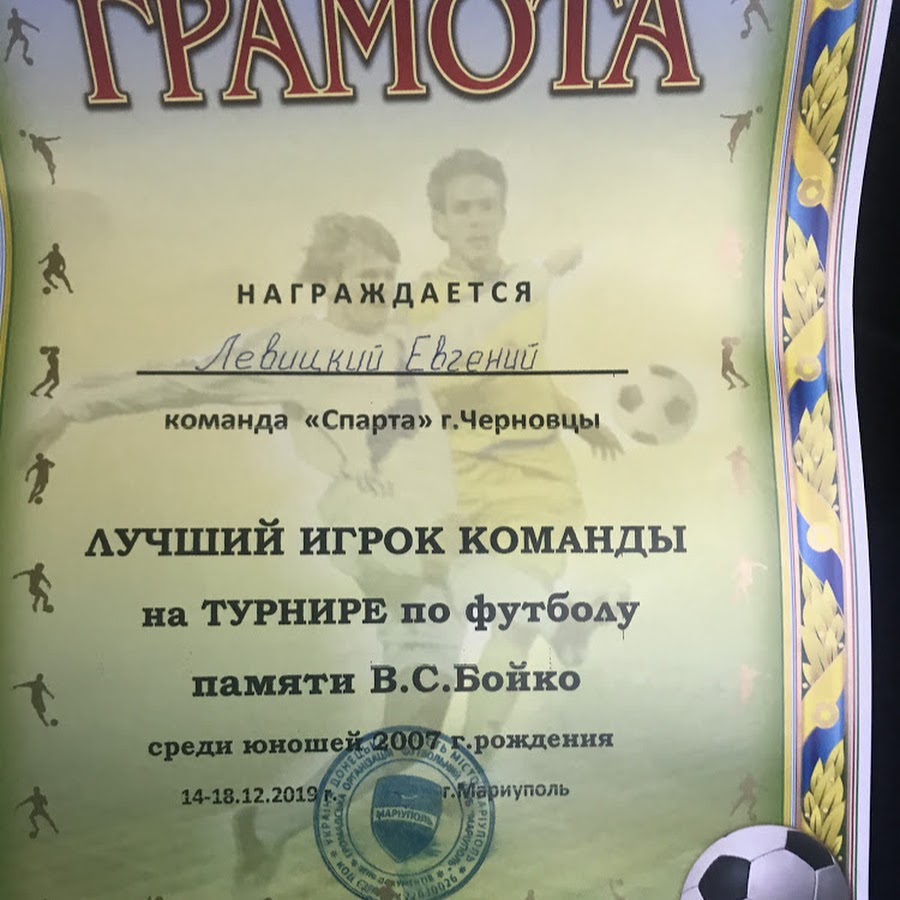 ГРАМОТА
НАГРАЖДАЕТСЯ
Левицкий Евгений
команда «Спарта» г.Черновцы
ЛУЧШИЙ ИГРОК КОМАНДЫ
на ТУРНИРЕ по футболу
памяти В.С.Бойко
среди юношей 2007 г.рождения
14-18.12.2019 г. г.Мариуполь
МАРІУПОЛЬ